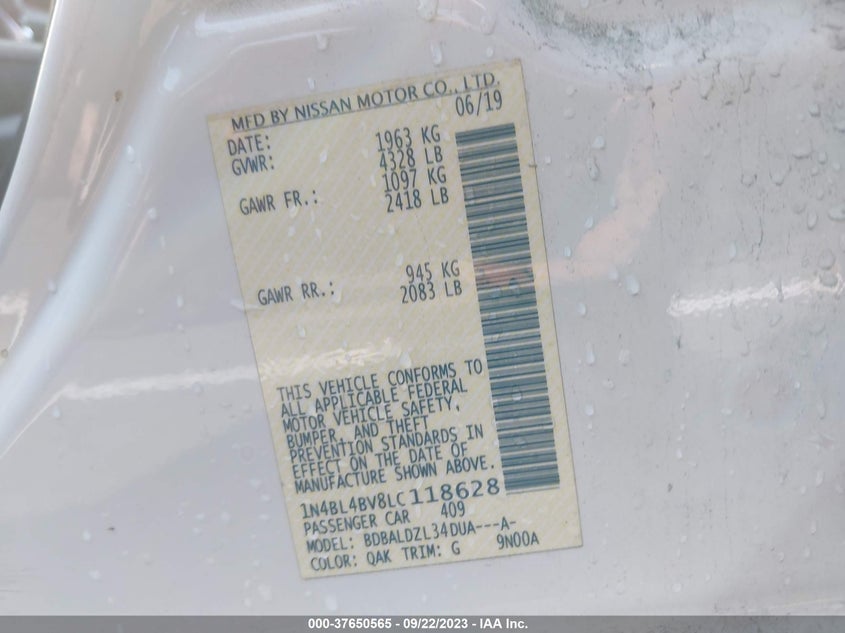 MFD BY NISSAN MOTOR CO., LTD.
DATE: 06/19
GVWR: 1963 KG
4328 LB
GAWR FR.: 1097 KG
2418 LB
GAWR RR.: 945 KG
2083 LB
THIS VEHICLE CONFORMS TO
ALL APPLICABLE FEDERAL
MOTOR VEHICLE SAFETY,
BUMPER, AND THEFT
PREVENTION STANDARDS IN
EFFECT ON THE DATE OF
MANUFACTURE SHOWN ABOVE.
1N4BL4BV8LC118628
PASSENGER CAR 409
MODEL: BDBALDZL34DUA---A-
COLOR: QAK TRIM: G 9N00A
000-37650565 - 09/22/2023 - IAA Inc.